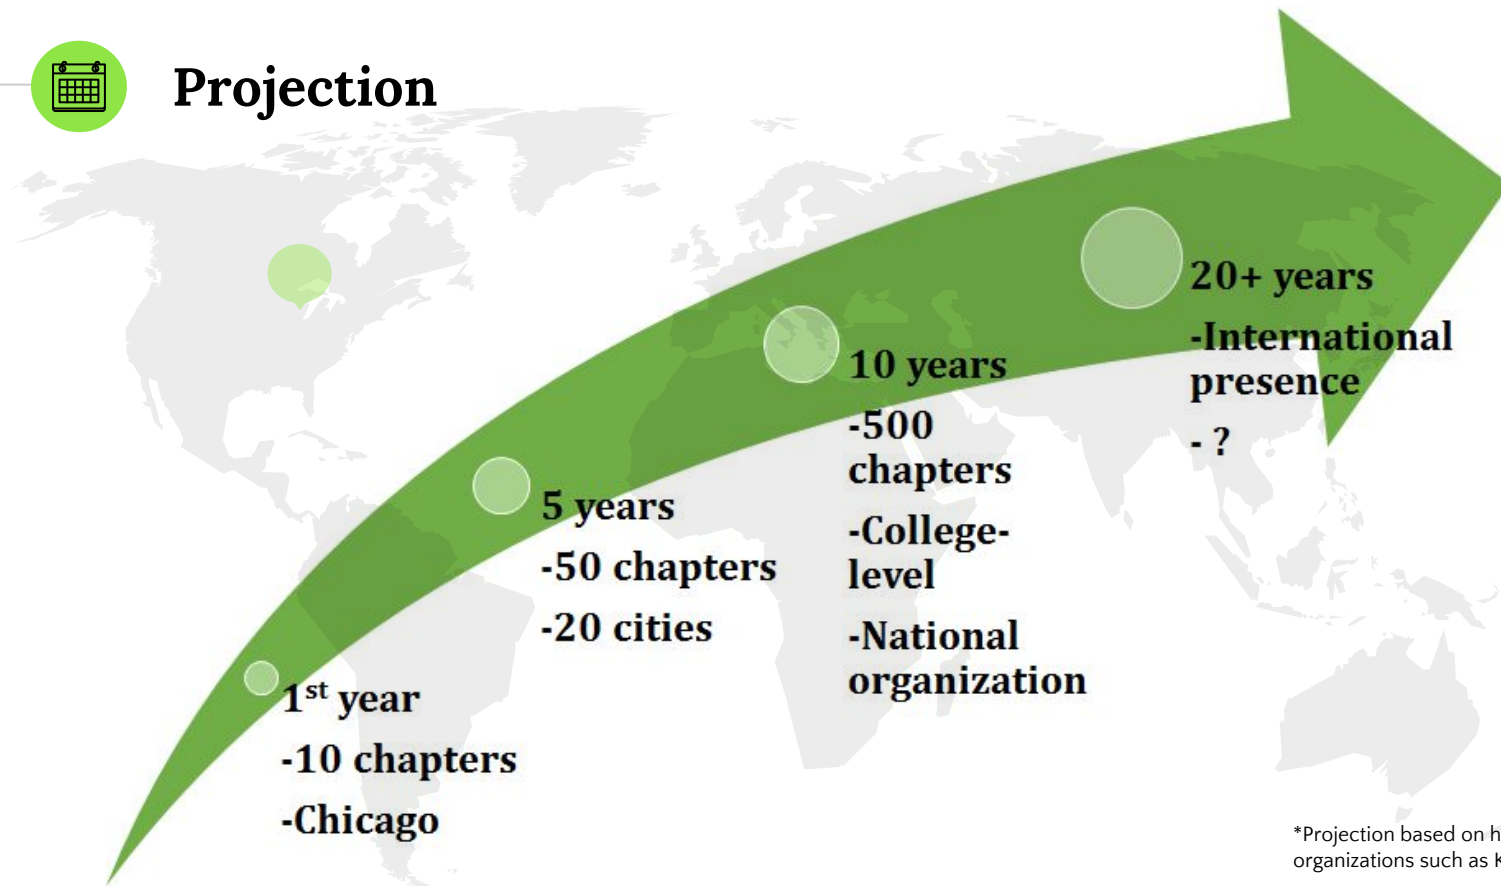 Projection
1st year
-10 chapters
-Chicago
5 years
-50 chapters
-20 cities
10 years
-500
chapters
-College-
level
-National
organization
20+ years
-International
presence
- ?
*Projection based on
organizations such as